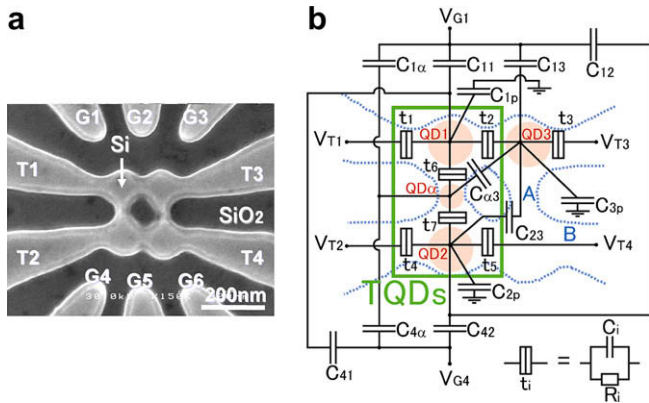 a
G1 G2 G3
Si
T1 T3
SiO2
T2 T4
G4 G5 G6
200nm
b
VG1
C1α C11 C13 C12
C1p
t1 t2 t3
VT1 QD1 QD3 VT3
t6
QDα Cα3 A
C3p
t7 B
C23
VT2 QD2 VT4
t4 t5
TQDs C2p
C4α C42
C41
VG4
ti = Ci
Ri